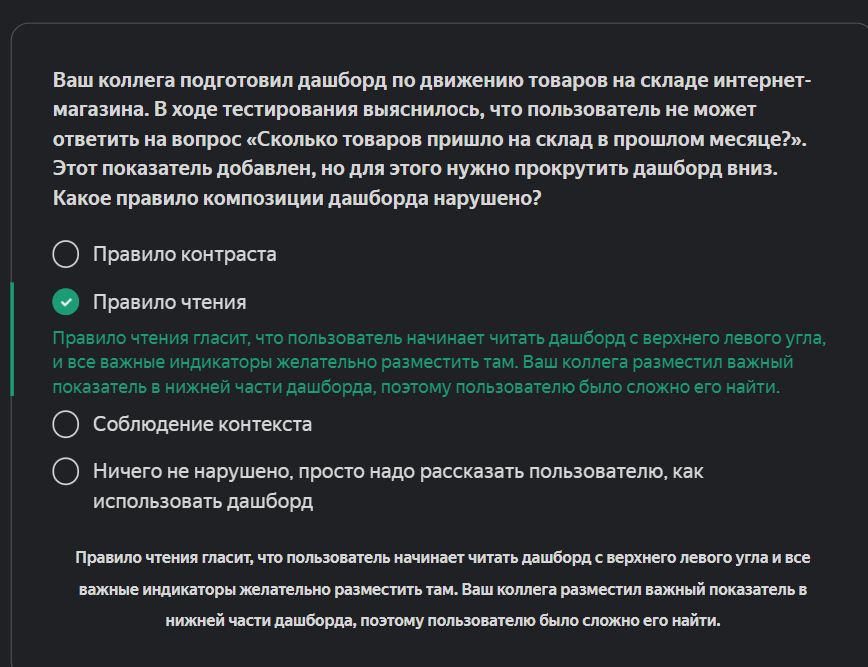 Ваш коллега подготовил дашборд по движению товаров на складе интернет-
магазина. В ходе тестирования выяснилось, что пользователь не может
ответить на вопрос «Сколько товаров пришло на склад в прошлом месяце?».
Этот показатель добавлен, но для этого нужно прокрутить дашборд вниз.
Какое правило композиции дашборда нарушено?
Правило контраста
Правило чтения
Правило чтения гласит, что пользователь начинает читать дашборд с верхнего левого угла,
и все важные индикаторы желательно разместить там. Ваш коллега разместил важный
показатель в нижней части дашборда, поэтому пользователю было сложно его найти.
Соблюдение контекста
Ничего не нарушено, просто надо рассказать пользователю, как
использовать дашборд
Правило чтения гласит, что пользователь начинает читать дашборд с верхнего левого угла и все
важные индикаторы желательно разместить там. Ваш коллега разместил важный показатель в
нижней части дашборда, поэтому пользователю было сложно его найти.